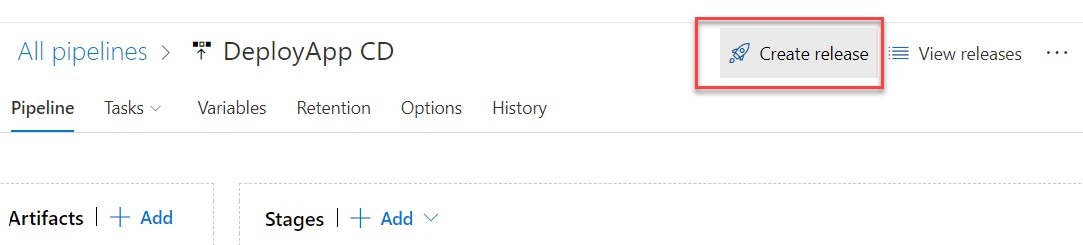 All pipelines > DeployApp CD Create release View releases ...
Pipeline Tasks Variables Retention Options History
Artifacts | + Add Stages | + Add